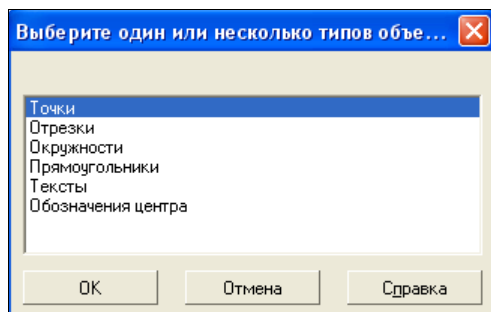 Выберите один или несколько типов объе...
Точки
Отрезки
Окружности
Прямоугольники
Тексты
Обозначения центра
OK Отмена Справка